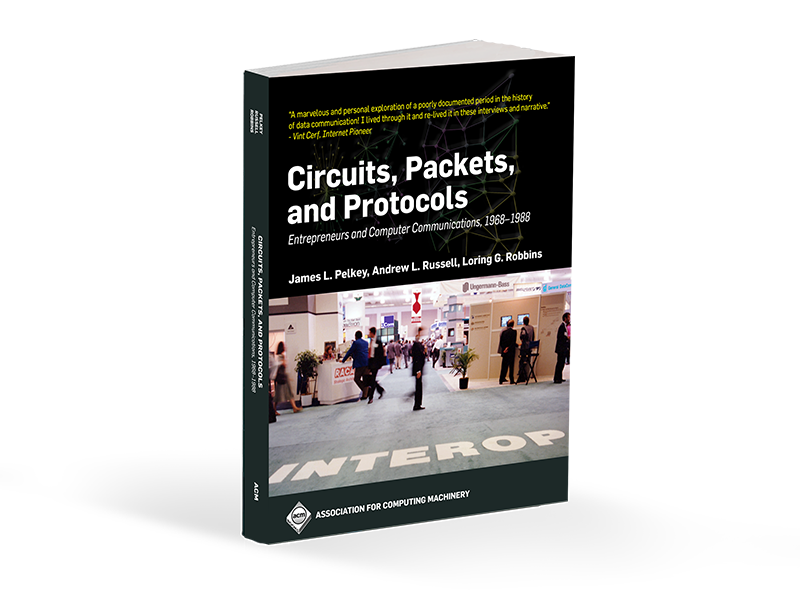 "A marvelous and personal exploration of a poorly documented period in the history
of data communication! I lived through it and re-lived it in these interviews and narrative."
- Vint Cerf, Internet Pioneer
Circuits, Packets,
and Protocols
Entrepreneurs and Computer Communications, 1968–1988
James L. Pelkey, Andrew L. Russell, Loring G. Robbins
Ungermann-Bass
INTEROP
acm
ASSOCIATION FOR COMPUTING MACHINERY
PELKEY
RUSSELL
ROBBINS
CIRCUITS, PACKETS, AND PROTOCOLS
Entrepreneurs and Computer Communications, 1968–1988
ACM